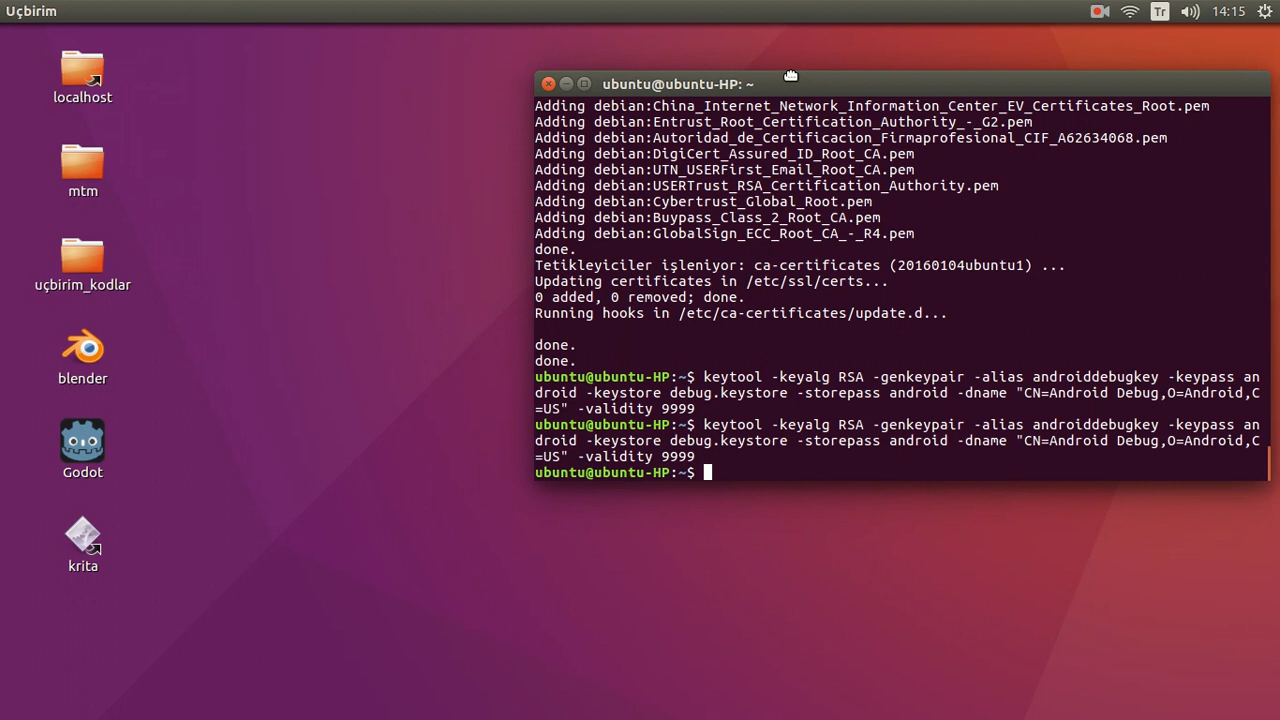 Uçbirim
Tr
14:15
localhost
mtm
uçbirim_kodlar
blender
Godot
krita
ubuntu@ubuntu-HP: ~
Adding debian:China_Internet_Network_Information_Center_EV_Certificates_Root.pem
Adding debian:Entrust_Root_Certification_Authority_-_G2.pem
Adding debian:Autoridad_de_Certificacion_Firmaprofesional_CIF_A62634068.pem
Adding debian:DigiCert_Assured_ID_Root_CA.pem
Adding debian:UTN_USERFirst_Email_Root_CA.pem
Adding debian:USERTrust_RSA_Certification_Authority.pem
Adding debian:Cybertrust_Global_Root.pem
Adding debian:Buypass_Class_2_Root_CA.pem
Adding debian:GlobalSign_ECC_Root_CA_-_R4.pem
done.
Tetikleyiciler işleniyor: ca-certificates (20160104ubuntu1) ...
Updating certificates in /etc/ssl/certs...
0 added, 0 removed; done.
Running hooks in /etc/ca-certificates/update.d...
done.
done.
ubuntu@ubuntu-HP:~$ keytool -keyalg RSA -genkeypair -alias androiddebugkey -keypass an
droid -keystore debug.keystore -storepass android -dname "CN=Android Debug,O=Android,C
=US" -validity 9999
ubuntu@ubuntu-HP:~$ keytool -keyalg RSA -genkeypair -alias androiddebugkey -keypass an
droid -keystore debug.keystore -storepass android -dname "CN=Android Debug,O=Android,C
=US" -validity 9999
ubuntu@ubuntu-HP:~$